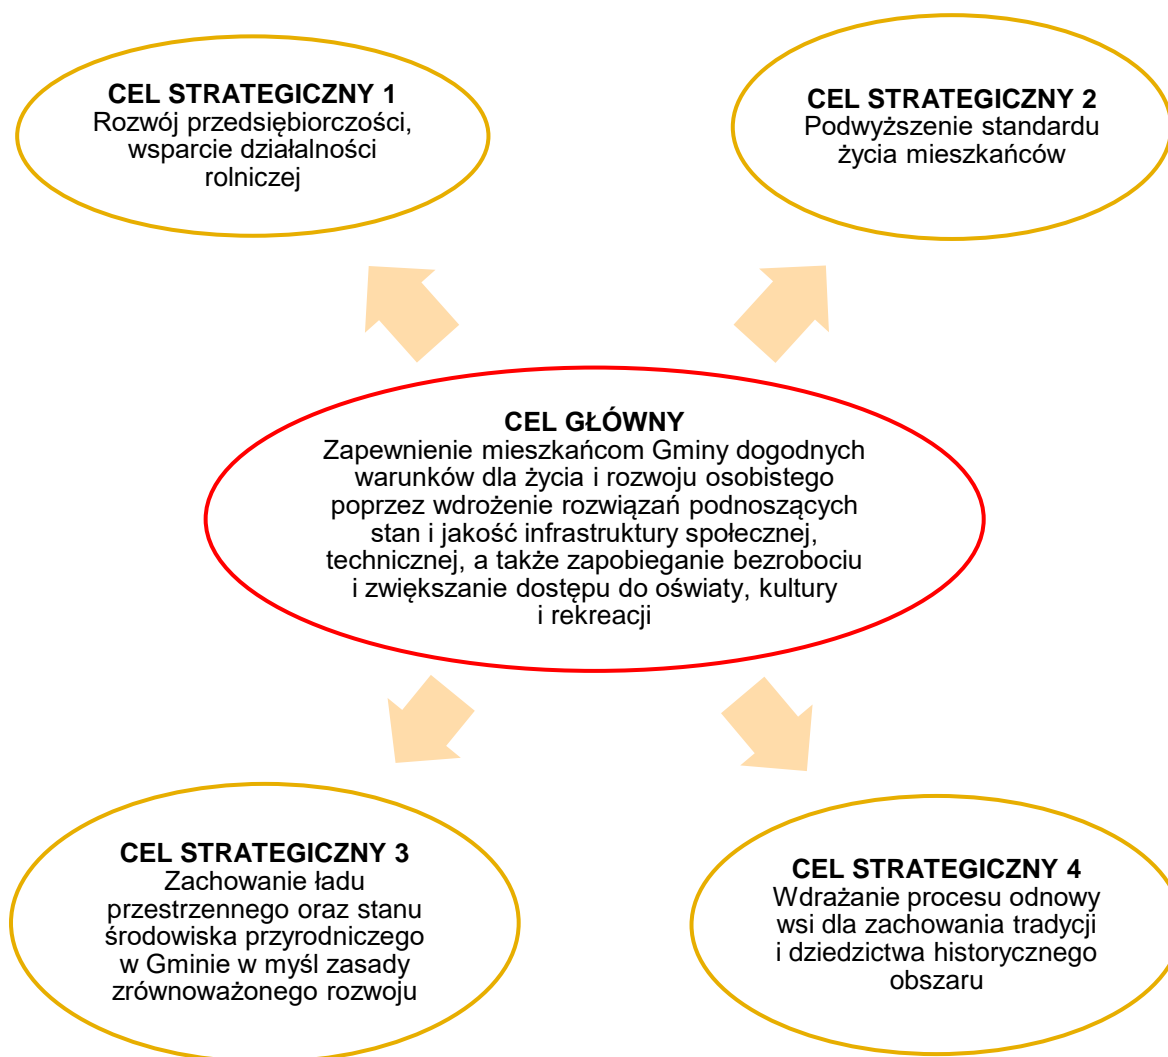 CEL STRATEGICZNY 1
Rozwój przedsiębiorczości,
wsparcie działalności
rolniczej
CEL STRATEGICZNY 2
Podwyższenie standardu
życia mieszkańców
CEL GŁÓWNY
Zapewnienie mieszkańcom Gminy dogodnych
warunków dla życia i rozwoju osobistego
poprzez wdrożenie rozwiązań podnoszących
stan i jakość infrastruktury społecznej,
technicznej, a także zapobieganie bezrobociu
i zwiększanie dostępu do oświaty, kultury
i rekreacji
CEL STRATEGICZNY 3
Zachowanie ładu
przestrzennego oraz stanu
środowiska przyrodniczego
w Gminie w myśl zasady
zrównoważonego rozwoju
CEL STRATEGICZNY 4
Wdrażanie procesu odnowy
wsi dla zachowania tradycji
i dziedzictwa historycznego
obszaru